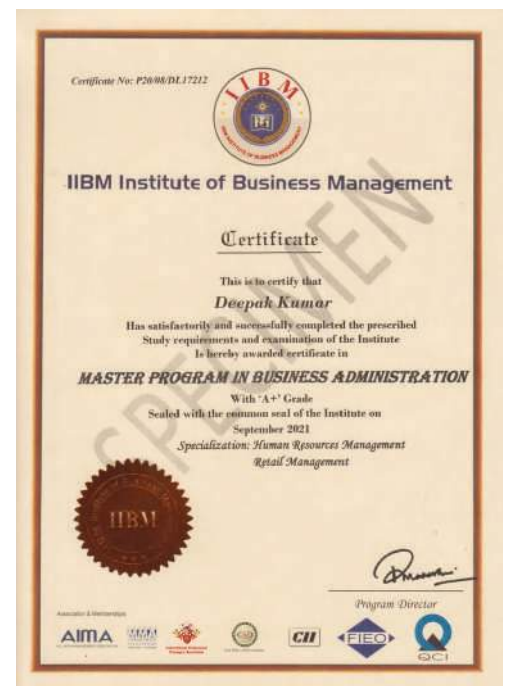 Certificate No: P20/08/DL17212
IIBM
IIBM Institute of Business Management
Certificate
This is to certify that
Deepak Kumar
Has satisfactorily and successfully completed the prescribed
Study requirements and examination of the Institute
Is hereby awarded certificate in
MASTER PROGRAM IN BUSINESS ADMINISTRATION
With 'A+' Grade
Sealed with the common seal of the Institute on
September 2021
Specialization: Human Resources Management
Retail Management
SPECIMEN
IIBM
Program Director
Association & Memberships
AIMA
CII
FIEO
QCI